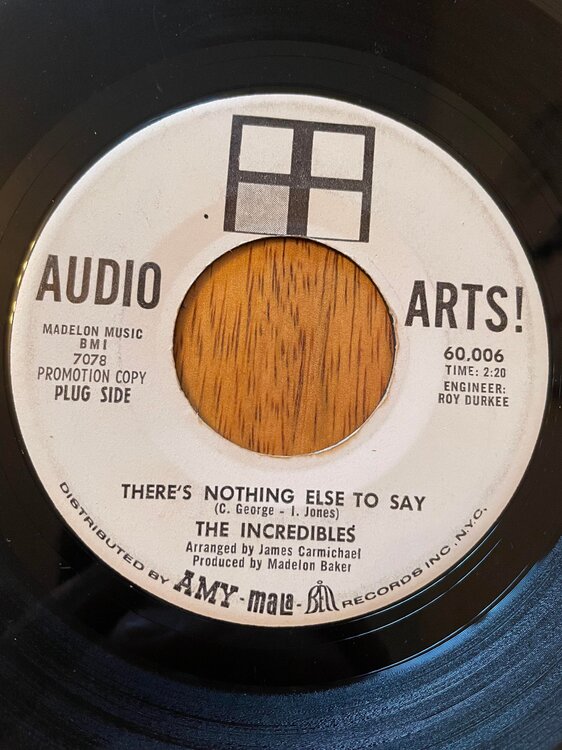 AUDIO ARTS!
MADELON MUSIC
BMI
7078
PROMOTION COPY
PLUG SIDE
60.006
TIME: 2:20
ENGINEER:
ROY DURKEE
THERE'S NOTHING ELSE TO SAY
(C. George - I. Jones)
THE INCREDIBLES
Arranged by James Carmichael
Produced by Madelon Baker
DISTRIBUTED BY AMY-mala-BELL RECORDS INC. N.Y.C.